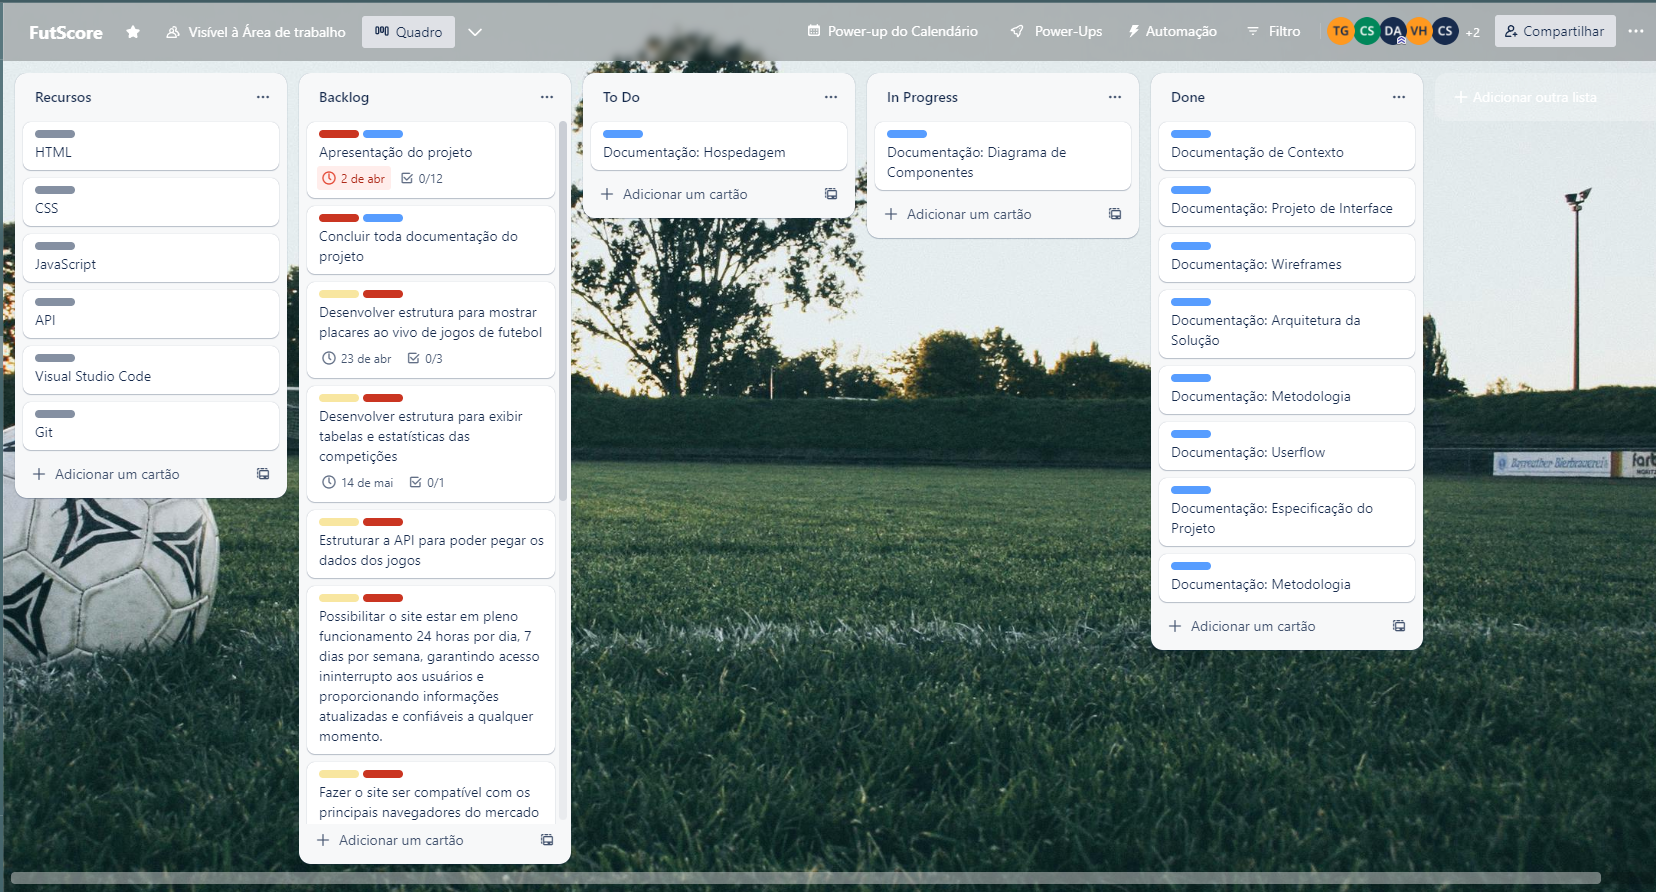 FutScore
Visível à Área de trabalho
Quadro
Power-up do Calendário
Power-Ups
Automação
Filtro
TG CS DA VH CS +2
Compartilhar
Recursos
HTML
CSS
JavaScript
API
Visual Studio Code
Git
Adicionar um cartão
Backlog
Apresentação do projeto
2 de abr 0/12
Concluir toda documentação do
projeto
Desenvolver estrutura para mostrar
placares ao vivo de jogos de futebol
23 de abr 0/3
Desenvolver estrutura para exibir
tabelas e estatísticas das
competições
14 de mai 0/1
Estruturar a API para poder pegar os
dados dos jogos
Possibilitar o site estar em pleno
funcionamento 24 horas por dia, 7
dias por semana, garantindo acesso
ininterrupto aos usuários e
proporcionando informações
atualizadas e confiáveis a qualquer
momento.
Fazer o site ser compatível com os
principais navegadores do mercado
Adicionar um cartão
To Do
Documentação: Hospedagem
Adicionar um cartão
In Progress
Documentação: Diagrama de
Componentes
Adicionar um cartão
Done
Documentação de Contexto
Documentação: Projeto de Interface
Documentação: Wireframes
Documentação: Arquitetura da
Solução
Documentação: Metodologia
Documentação: Userflow
Documentação: Especificação do
Projeto
Documentação: Metodologia
Adicionar um cartão
Adicionar outra lista
Bayreuther Bierbrauerei